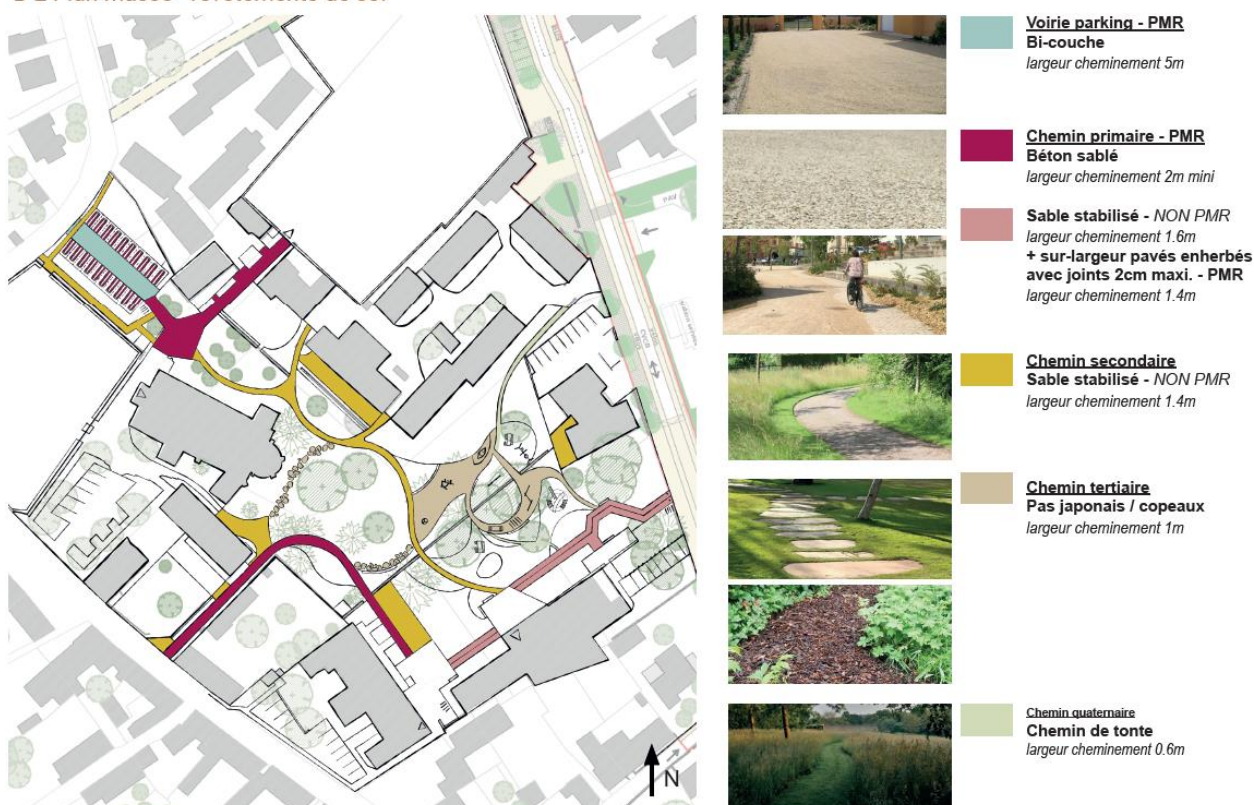 Voirie parking - PMR
Bi-couche
largeur cheminement 5m
Chemin primaire - PMR
Béton sablé
largeur cheminement 2m mini
Sable stabilisé - NON PMR
largeur cheminement 1.6m
+ sur-largeur pavés enherbés
avec joints 2cm maxi. - PMR
largeur cheminement 1.4m
Chemin secondaire
Sable stabilisé - NON PMR
largeur cheminement 1.4m
Chemin tertiaire
Pas japonais / copeaux
largeur cheminement 1m
Chemin quaternaire
Chemin de tonte
largeur cheminement 0.6m
N